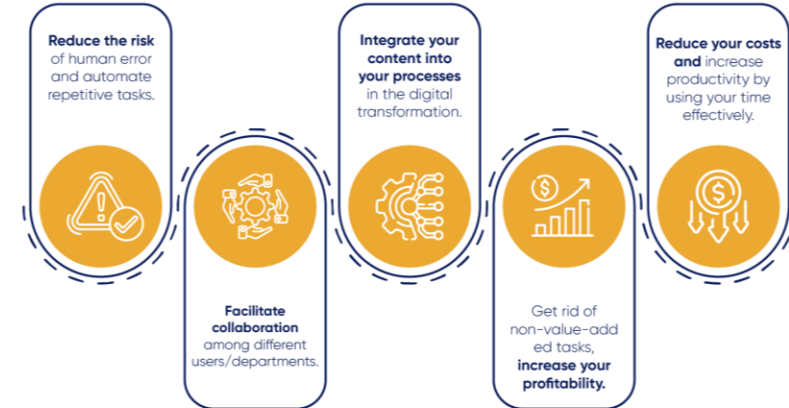 Reduce the risk
of human error
and automate
repetitive tasks.
Facilitate
collaboration
among different
users/departments.
Integrate your
content into
your processes
in the digital
transformation.
Get rid of
non-value-add
ed tasks,
increase your
profitability.
Reduce your costs
and increase
productivity by
using your time
effectively.
$
$